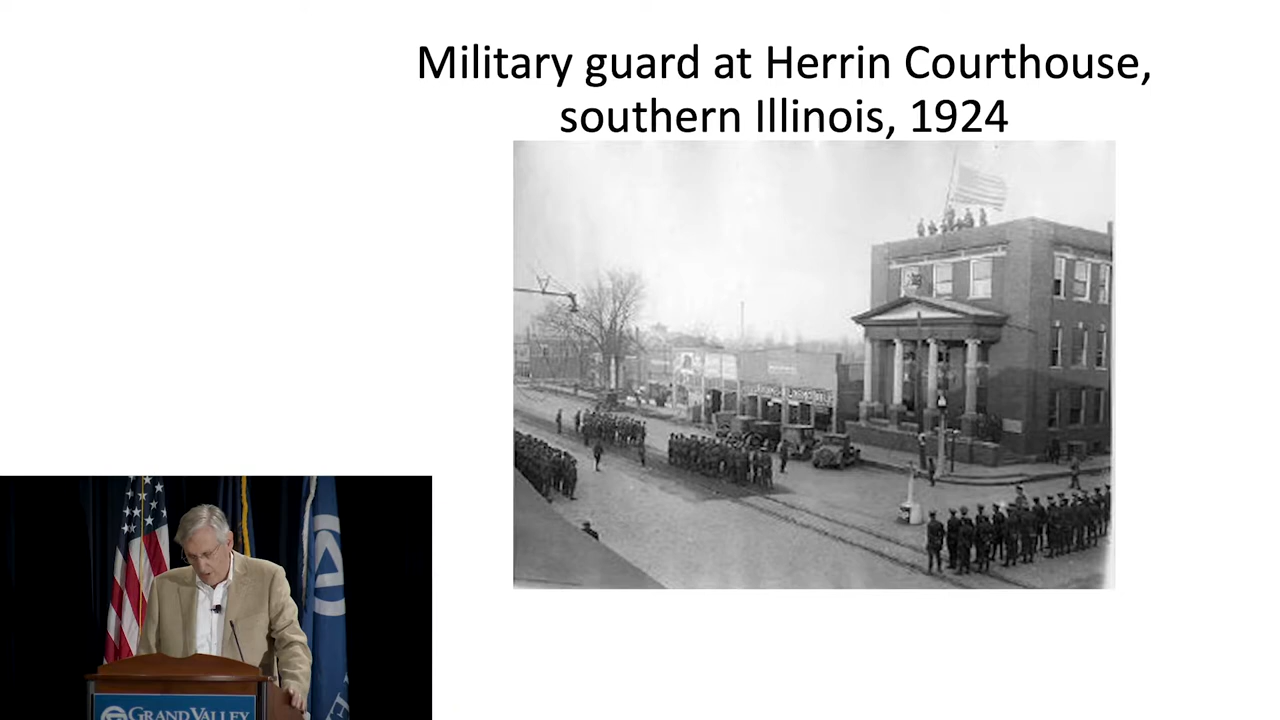 Military guard at Herrin Courthouse,
southern Illinois, 1924
GRAND VALLEY